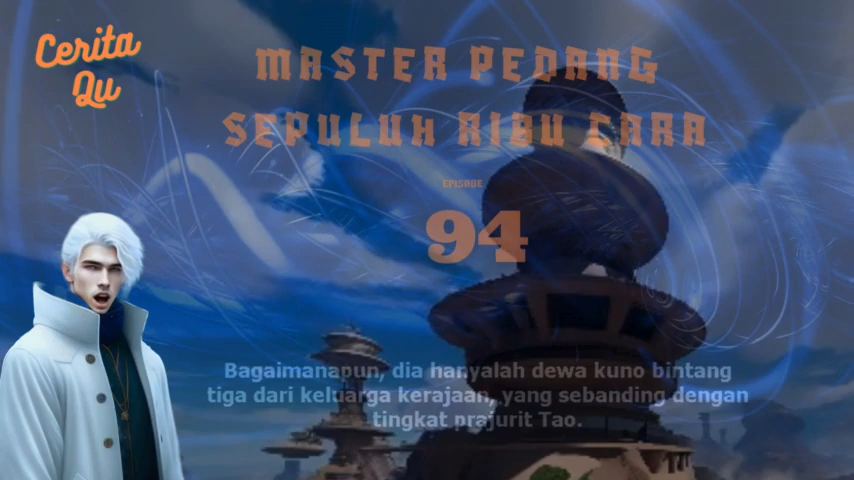 Cerita
Qu
MASTER PEDANG
SEPULUH RIBU CARA
EPISODE
94
Bagaimanapun, dia hanyalah dewa kuno bintang
tiga dari keluarga kerajaan, yang sebanding dengan
tingkat prajurit Tao.